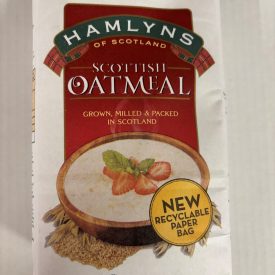 HAMLYNS
OF SCOTLAND
SCOTTISH
OATMEAL
GROWN, MILLED & PACKED
IN SCOTLAND
NEW
RECYCLABLE
PAPER
BAG